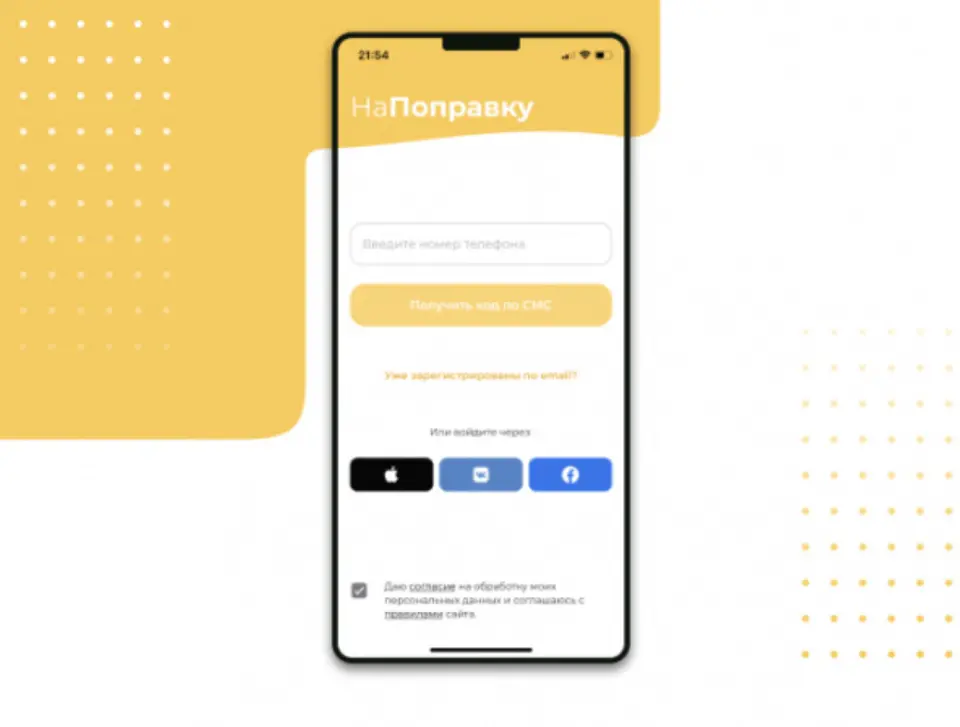 21:54
НаПоправку
Введите номер телефона
Получить код по СМС
Уже зарегистрированы по email?
Или войдите через
Даю согласие на обработку моих
персональных данных и соглашаюсь с
правилами сайта.